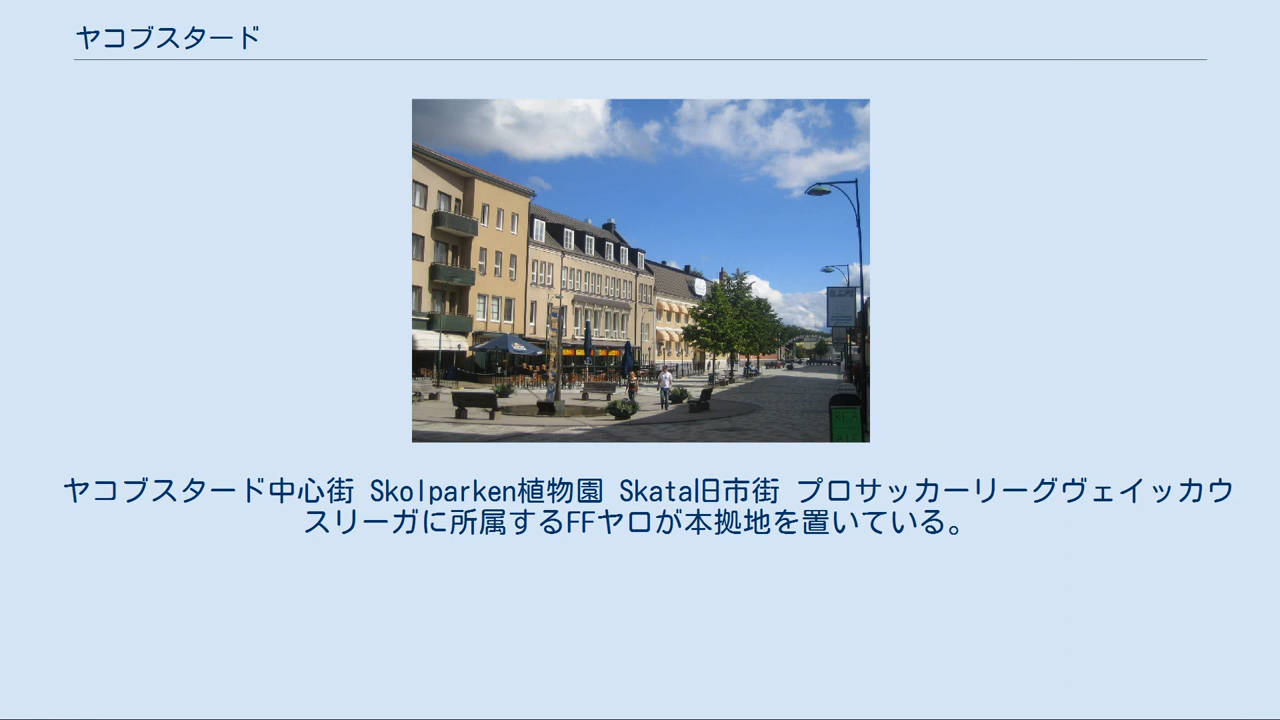 ヤコブスタード
ヤコブスタード中心街 Skolparken植物園 Skata旧市街 プロサッカーリーグヴェイッカウ
スリーガに所属するFFヤロが本拠地を置いている。